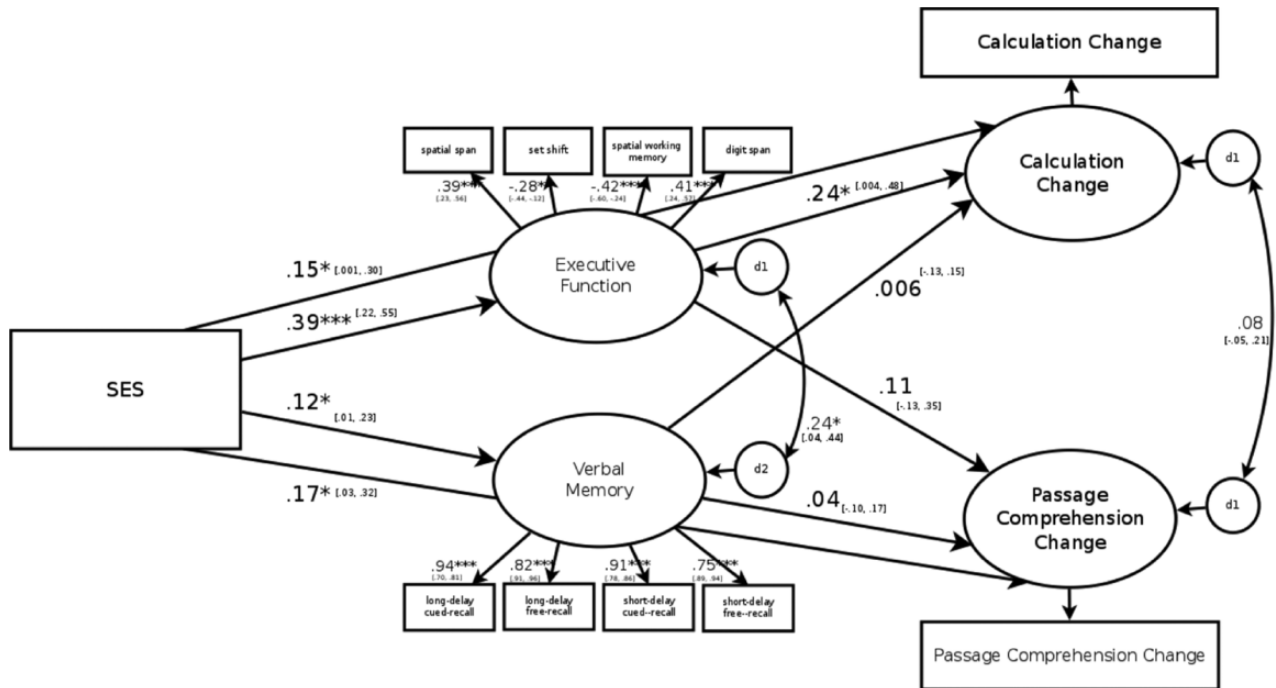 Calculation Change
spatial span
set shift
spatial working
memory
digit span
.39***
[.23, .56]
-.28*
[-.44, -.12]
-.42***
[-.60, -.24]
.41***
[.24, .57]
Calculation
Change
d1
.24* [.004, .48]
Executive
Function
d1
.15* [.001, .30]
.39*** [.22, .55]
.006 [-.13, .15]
.08
[-.05, .21]
SES
.12* [.01, .23]
.11
[-.13, .35]
.24*
[.04, .44]
.17* [.03, .32]
Verbal
Memory
d2
.04 [-.10, .17]
Passage
Comprehension
Change
d1
.94***
[.70, .81]
.82***
[.91, .96]
.91***
[.78, .86]
.75***
[.89, .94]
long-delay
cued-recall
long-delay
free-recall
short-delay
cued--recall
short-delay
free--recall
Passage Comprehension Change